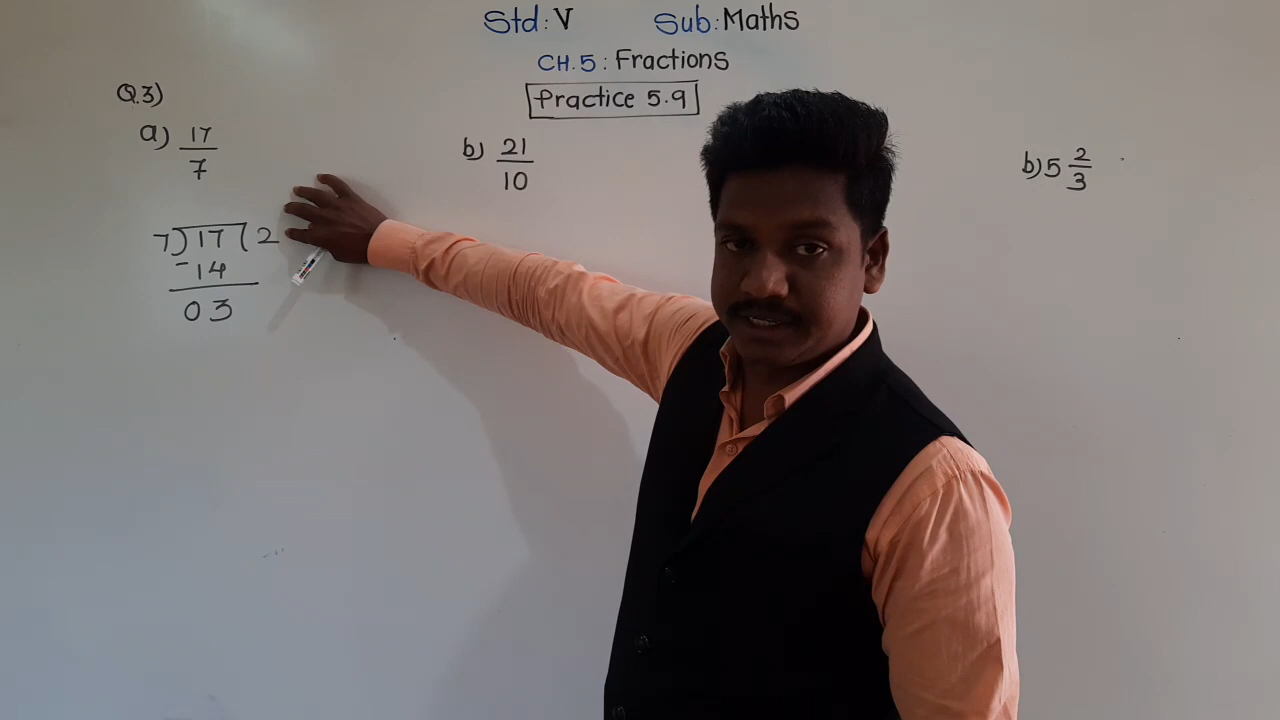 Std: V Sub: Maths
CH.5: Fractions
Practice 5.9
Q.3)
a) 17/7
7) 17 (2
-14
03
b) 21/10
b) 5 2/3